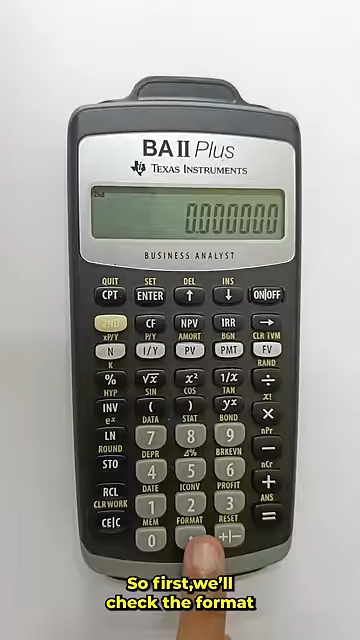 BA II Plus
TEXAS INSTRUMENTS
2nd
0.000000
BUSINESS ANALYST
QUIT SET DEL INS
CPT ENTER ↑ ↓ ON|OFF
2ND CF NPV IRR →
xP/Y P/Y AMORT BGN CLR TVM
N I/Y PV PMT FV
K RAND
% √x x² 1/x ÷
HYP SIN COS TAN x!
INV ( ) yˣ ×
eˣ DATA STAT BOND nPr
LN 7 8 9 −
ROUND DEPR Δ% BRKEVN nCr
STO 4 5 6 +
DATE ICONV PROFIT ANS
RCL 1 2 3 =
CLR WORK MEM FORMAT RESET
CE|C 0 . +|−
So first,we'll
check the format